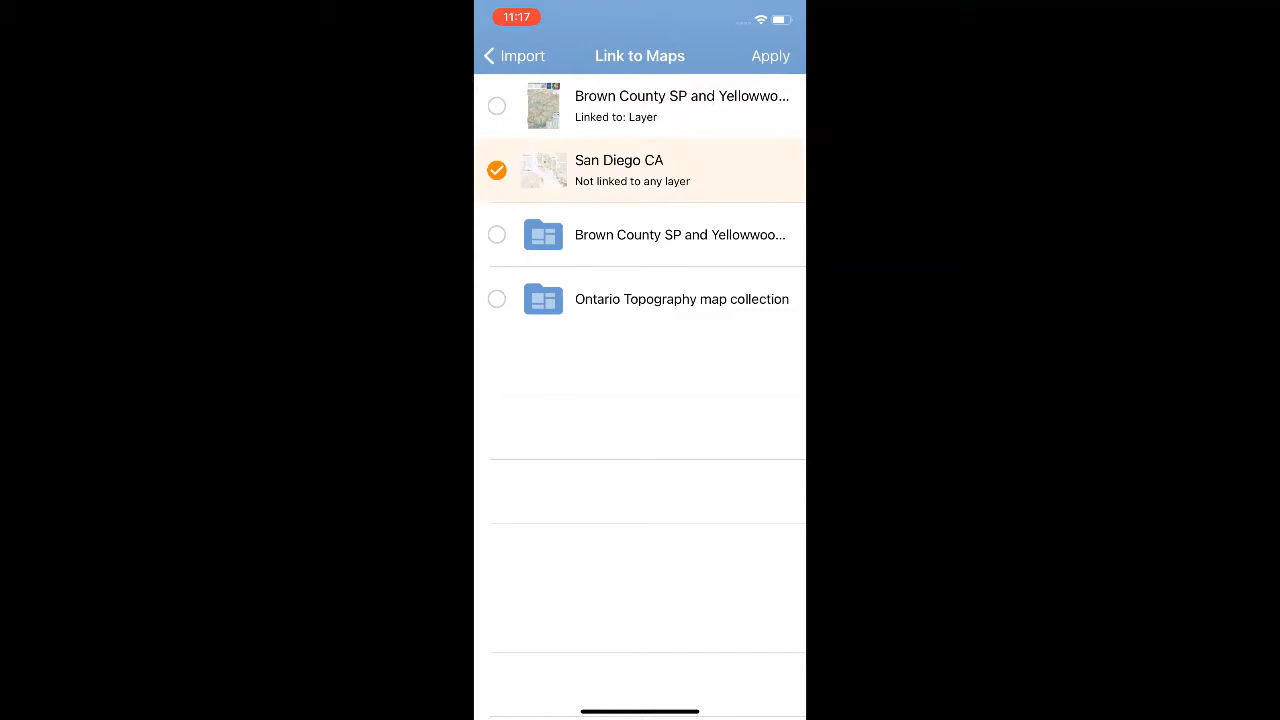 11:17
Import
Link to Maps
Apply
Brown County SP and Yellowwo...
Linked to: Layer
San Diego CA
Not linked to any layer
Brown County SP and Yellowwoo...
Ontario Topography map collection